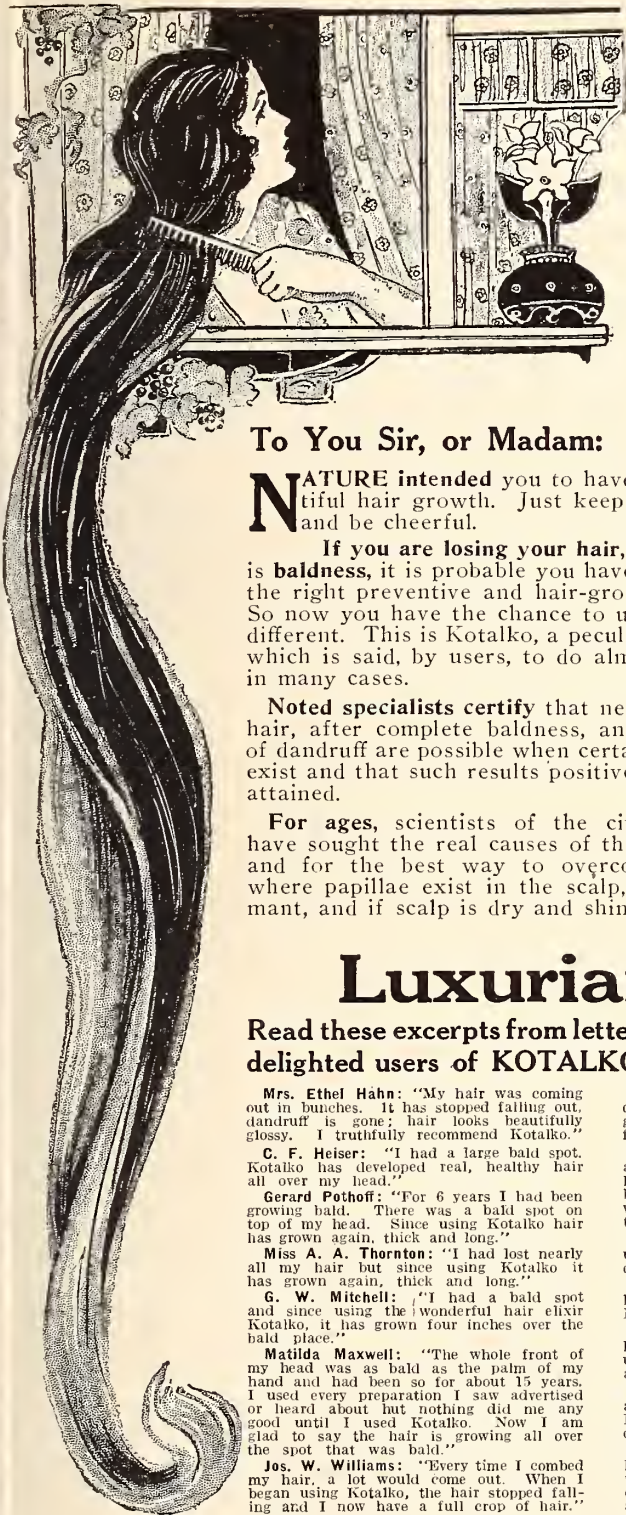 To You Sir, or Madam:
NATURE intended you to have
tiful hair growth. Just keep
and be cheerful.
If you are losing your hair,
is baldness, it is probable you have
the right preventive and hair-gro
So now you have the chance to u
different. This is Kotalko, a pecul
which is said, by users, to do alm
in many cases.
Noted specialists certify that ne
hair, after complete baldness, an
of dandruff are possible when certa
exist and that such results positive
attained.
For ages, scientists of the ci
have sought the real causes of th
and for the best way to overco
where papillae exist in the scalp,
mant, and if scalp is dry and shin
Luxuria
Read these excerpts from lette
delighted users of KOTALKO
Mrs. Ethel Hahn: "My hair was coming
out in bunches. It has stopped falling out,
dandruff is gone; hair looks beautifully
glossy. I truthfully recommend Kotalko."
C. F. Heiser: "I had a large bald spot.
Kotalko has developed real, healthy hair
all over my head."
Gerard Pothoff: "For 6 years I had been
growing bald. There was a bald spot on
top of my head. Since using Kotalko hair
has grown again, thick and long."
Miss A. A. Thornton: "I had lost nearly
all my hair but since using Kotalko it
has grown again, thick and long."
G. W. Mitchell: "I had a bald spot
and since using the wonderful hair elixir
Kotalko, it has grown four inches over the
bald place."
Matilda Maxwell: "The whole front of
my head was as bald as the palm of my
hand and had been so for about 15 years.
I used every preparation I saw advertised
or heard about but nothing did me any
good until I used Kotalko. Now I am
glad to say the hair is growing all over
the spot that was bald."
Jos. W. Williams: "Every time I combed
my hair, a lot would come out. When I
began using Kotalko, the hair stopped fall-
ing and I now have a full crop of hair."